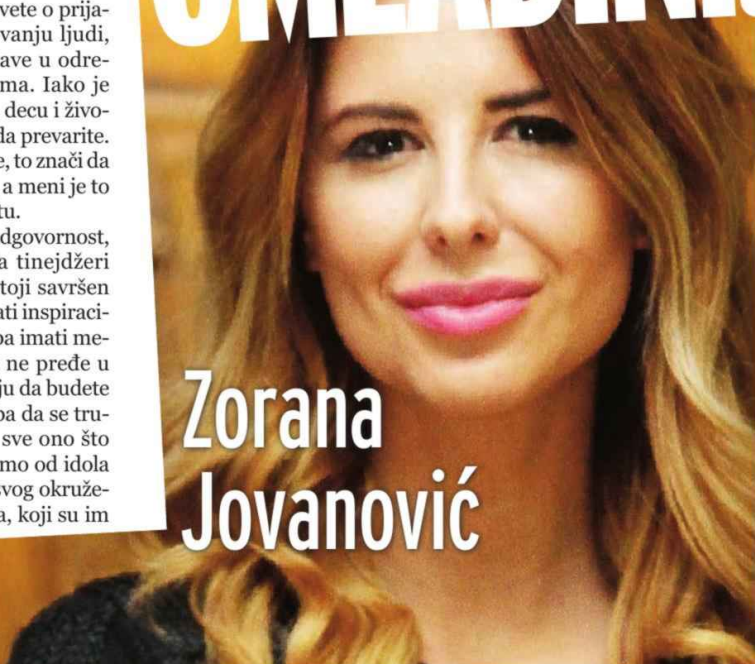 vete o prija-
vanju ljudi,
ave u odre-
ma. Iako je
decu i živo-
da prevarite.
e, to znači da
a meni je to
tu.
dgovornost,
a tinejdžeri
toji savršen
ati inspiraci-
ba imati me-
ne pređe u
ju da budete
ba da se tru-
sve ono što
mo od idola
svog okruže-
a, koji su im
OMLADINI
Zorana
Jovanović